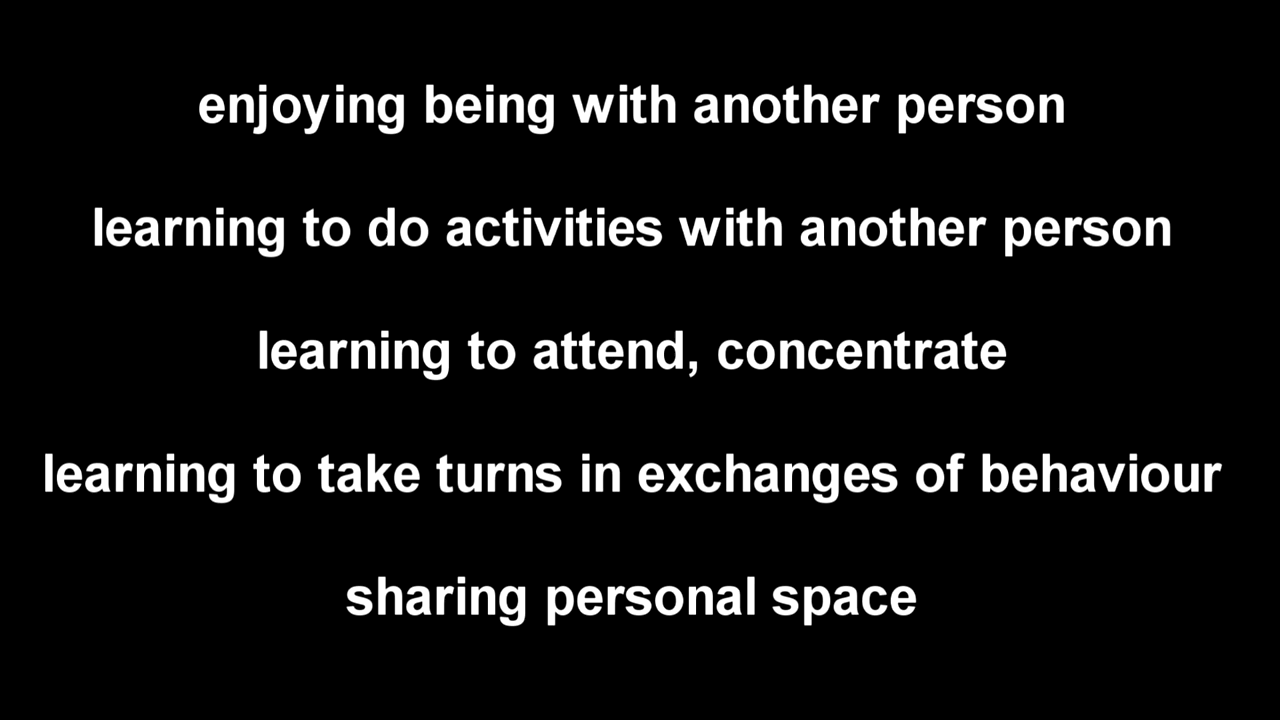 enjoying being with another person
learning to do activities with another person
learning to attend, concentrate
learning to take turns in exchanges of behaviour
sharing personal space